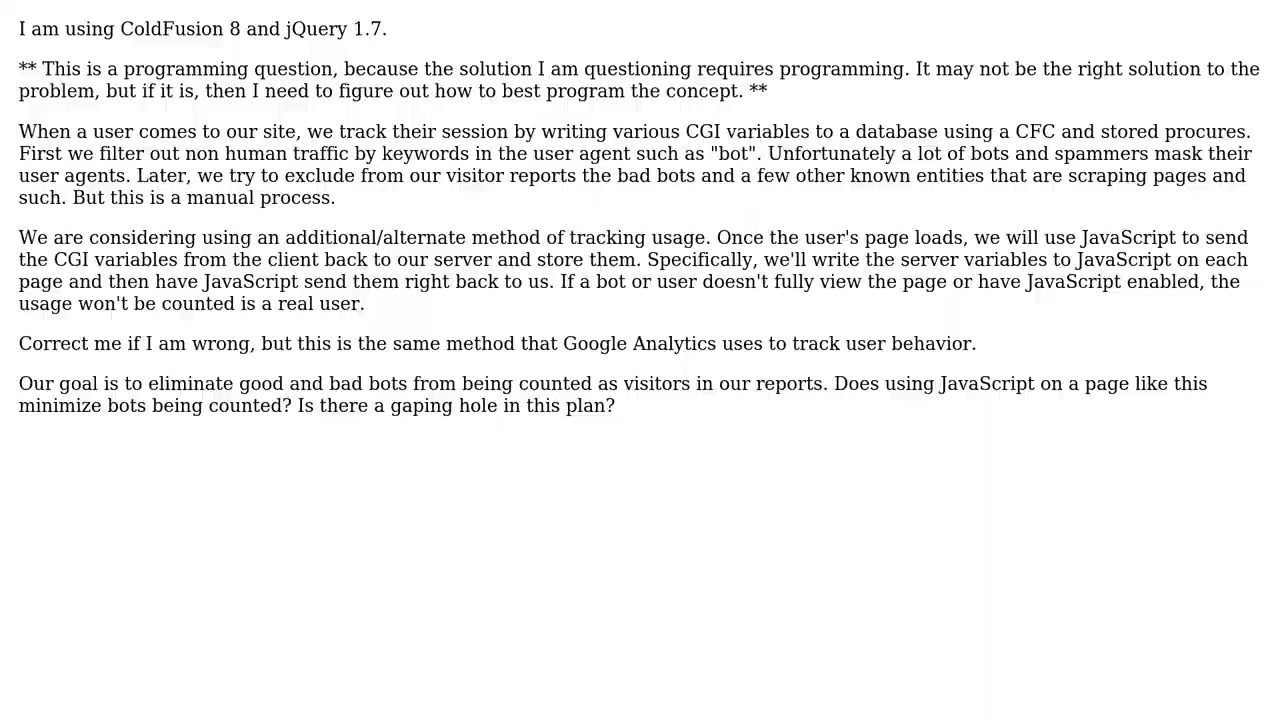 I am using ColdFusion 8 and jQuery 1.7.
** This is a programming question, because the solution I am questioning requires programming. It may not be the right solution to the
problem, but if it is, then I need to figure out how to best program the concept. **
When a user comes to our site, we track their session by writing various CGI variables to a database using a CFC and stored procures.
First we filter out non human traffic by keywords in the user agent such as "bot". Unfortunately a lot of bots and spammers mask their
user agents. Later, we try to exclude from our visitor reports the bad bots and a few other known entities that are scraping pages and
such. But this is a manual process.
We are considering using an additional/alternate method of tracking usage. Once the user's page loads, we will use JavaScript to send
the CGI variables from the client back to our server and store them. Specifically, we'll write the server variables to JavaScript on each
page and then have JavaScript send them right back to us. If a bot or user doesn't fully view the page or have JavaScript enabled, the
usage won't be counted is a real user.
Correct me if I am wrong, but this is the same method that Google Analytics uses to track user behavior.
Our goal is to eliminate good and bad bots from being counted as visitors in our reports. Does using JavaScript on a page like this
minimize bots being counted? Is there a gaping hole in this plan?